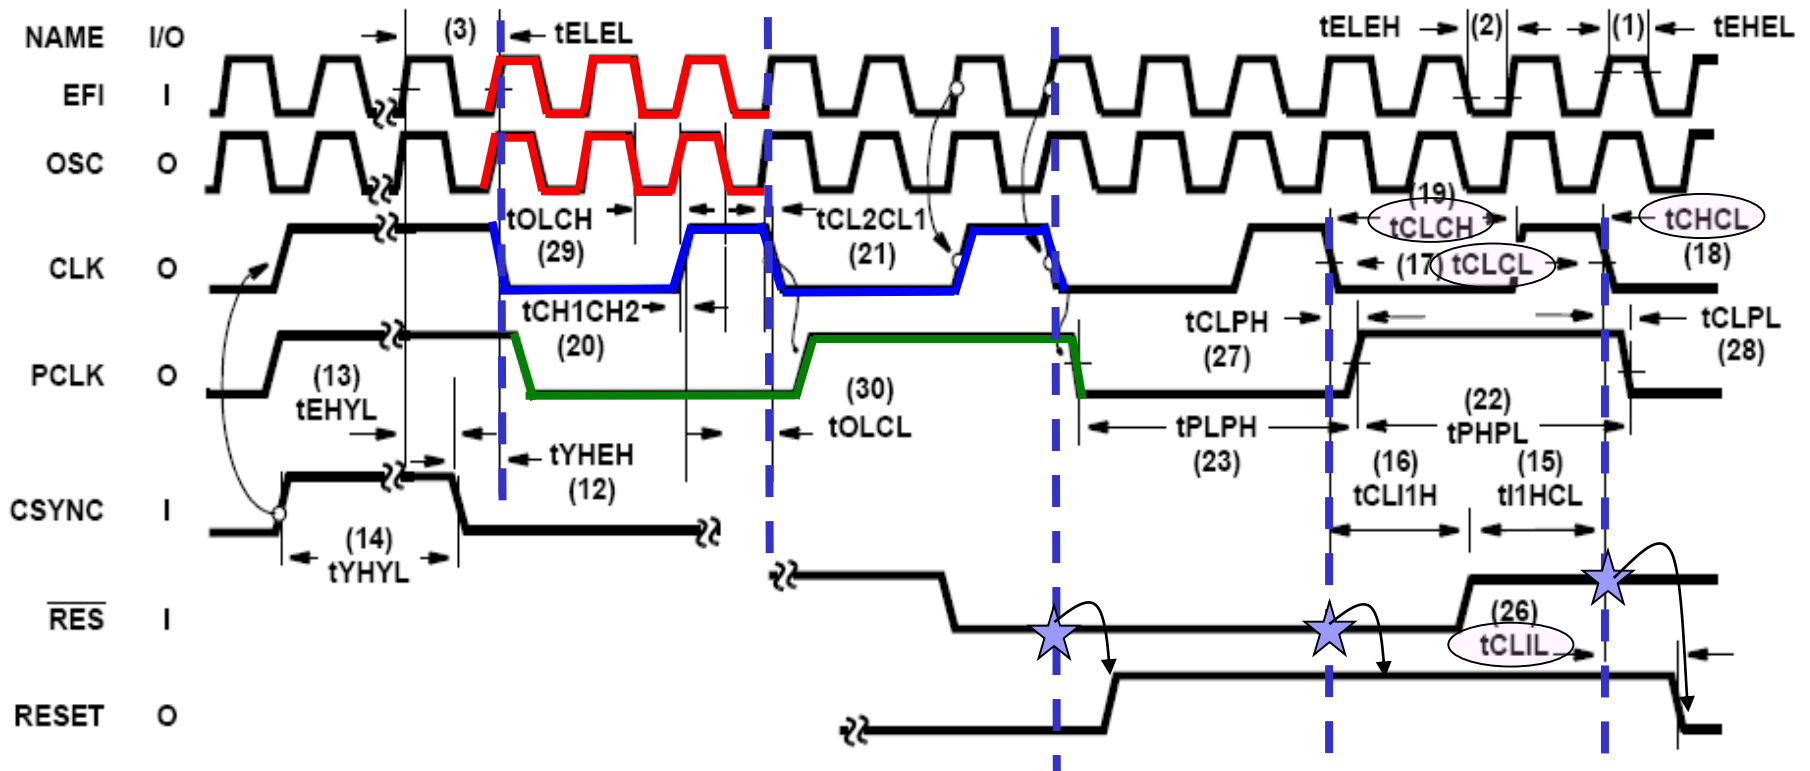 NAME I/O (3) tELEL tELEH (2) (1) tEHEL
EFI I
OSC O
tOLCH tCL2CL1 (19) tCLCH tCHCL
(29) (21) (17) tCLCL (18)
CLK O
tCH1CH2 tCLPH tCLPL
(20) (27) (28)
PCLK O
(13) (30) (22)
tEHYL tOLCL tPLPH tPHPL
tYHEH (23) (16) (15)
(12) tCLI1H tI1HCL
CSYNC I
(14)
tYHYL
RES I (26)
tCLIL
RESET O